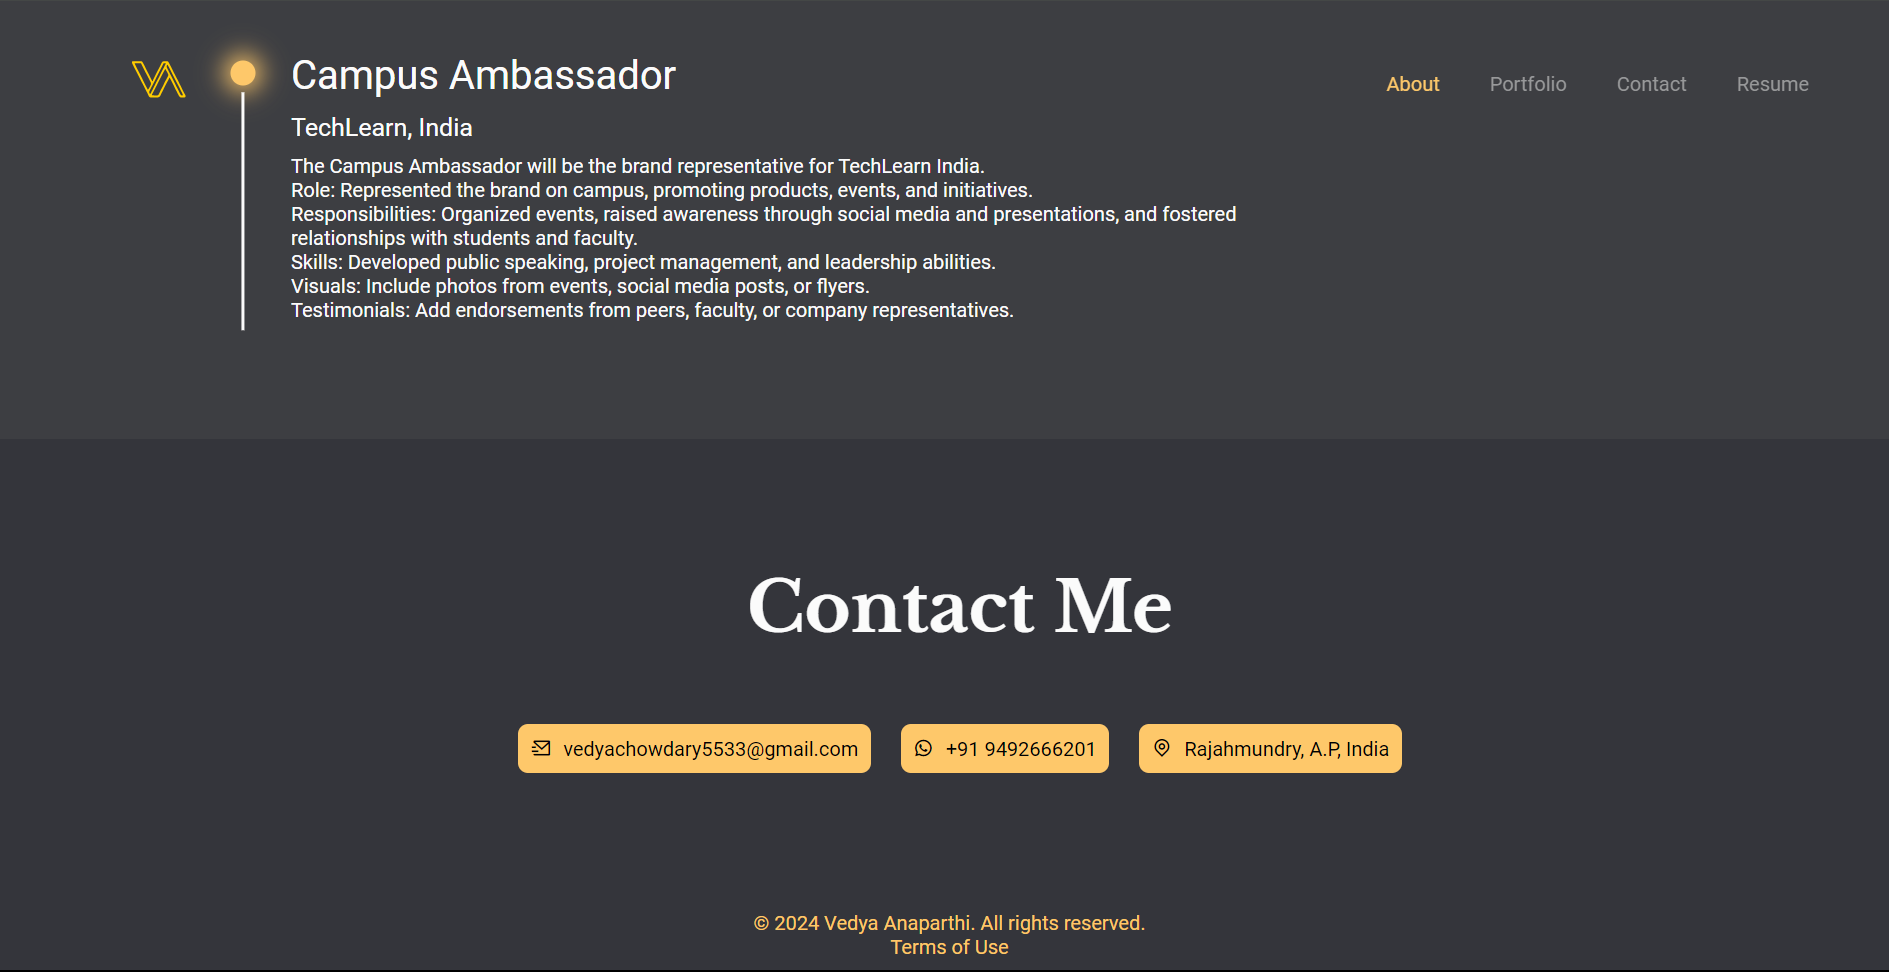 VA
Campus Ambassador
About Portfolio Contact Resume
TechLearn, India
The Campus Ambassador will be the brand representative for TechLearn India.
Role: Represented the brand on campus, promoting products, events, and initiatives.
Responsibilities: Organized events, raised awareness through social media and presentations, and fostered
relationships with students and faculty.
Skills: Developed public speaking, project management, and leadership abilities.
Visuals: Include photos from events, social media posts, or flyers.
Testimonials: Add endorsements from peers, faculty, or company representatives.
Contact Me
vedyachowdary5533@gmail.com
+91 9492666201
Rajahmundry, A.P, India
© 2024 Vedya Anaparthi. All rights reserved.
Terms of Use